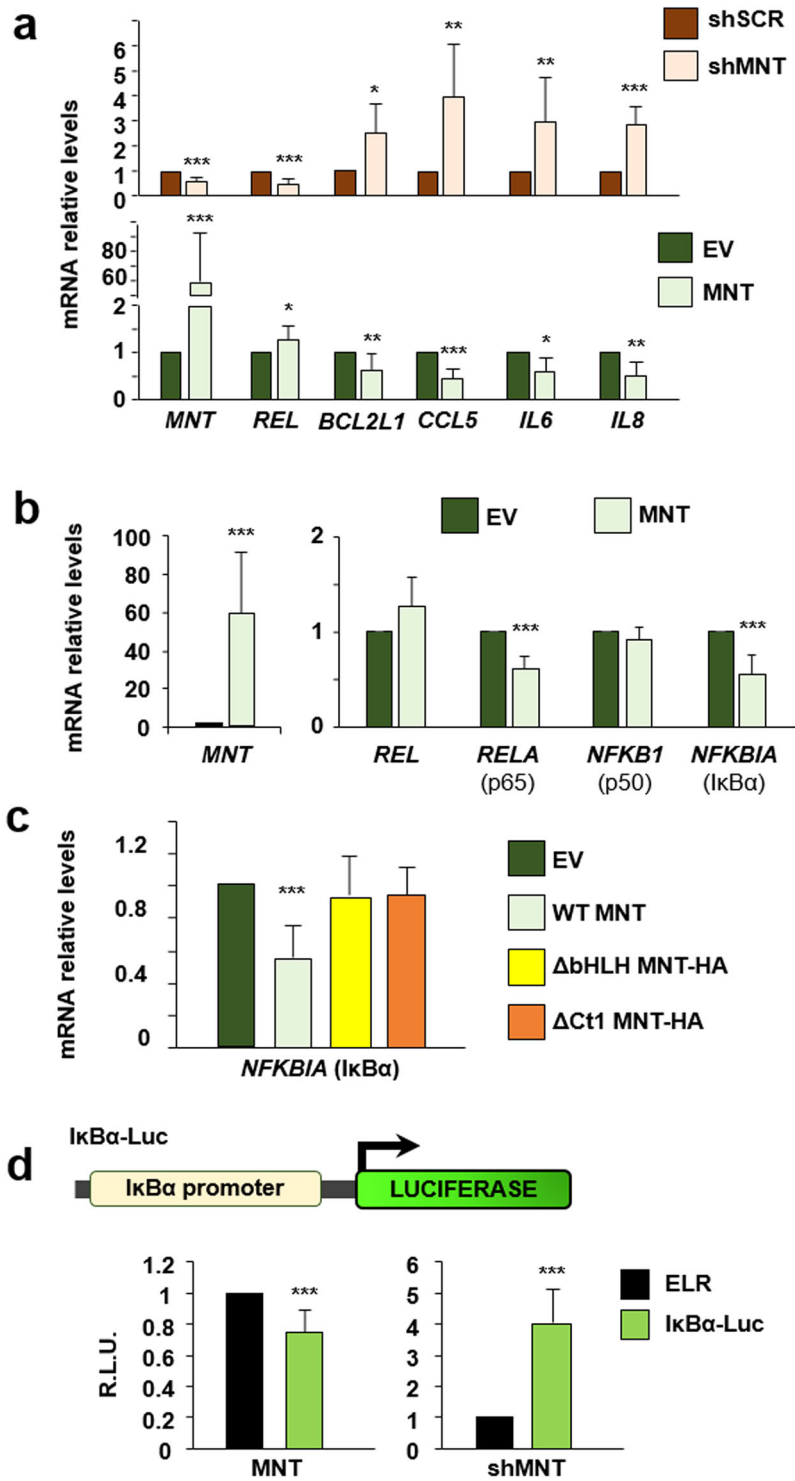 a
shSCR
shMNT
mRNA relative levels
6
5
4
3
2
1
0
*** *** * ** ** ***
EV
MNT
80
60
2
1
0
*** * ** *** * **
MNT REL BCL2L1 CCL5 IL6 IL8
b
EV MNT
mRNA relative levels
100
80
60
40
20
0
***
MNT
2
1
0
*** ***
REL RELA NFKB1 NFKBIA
(p65) (p50) (IκBα)
c
mRNA relative levels
1.2
0.8
0.4
0
***
NFKBIA (IκBα)
EV
WT MNT
ΔbHLH MNT-HA
ΔCt1 MNT-HA
d
IκBα-Luc
IκBα promoter LUCIFERASE
R.L.U.
1.2
1
0.8
0.6
0.4
0.2
0
***
MNT
6
5
4
3
2
1
0
***
shMNT
ELR
IκBα-Luc